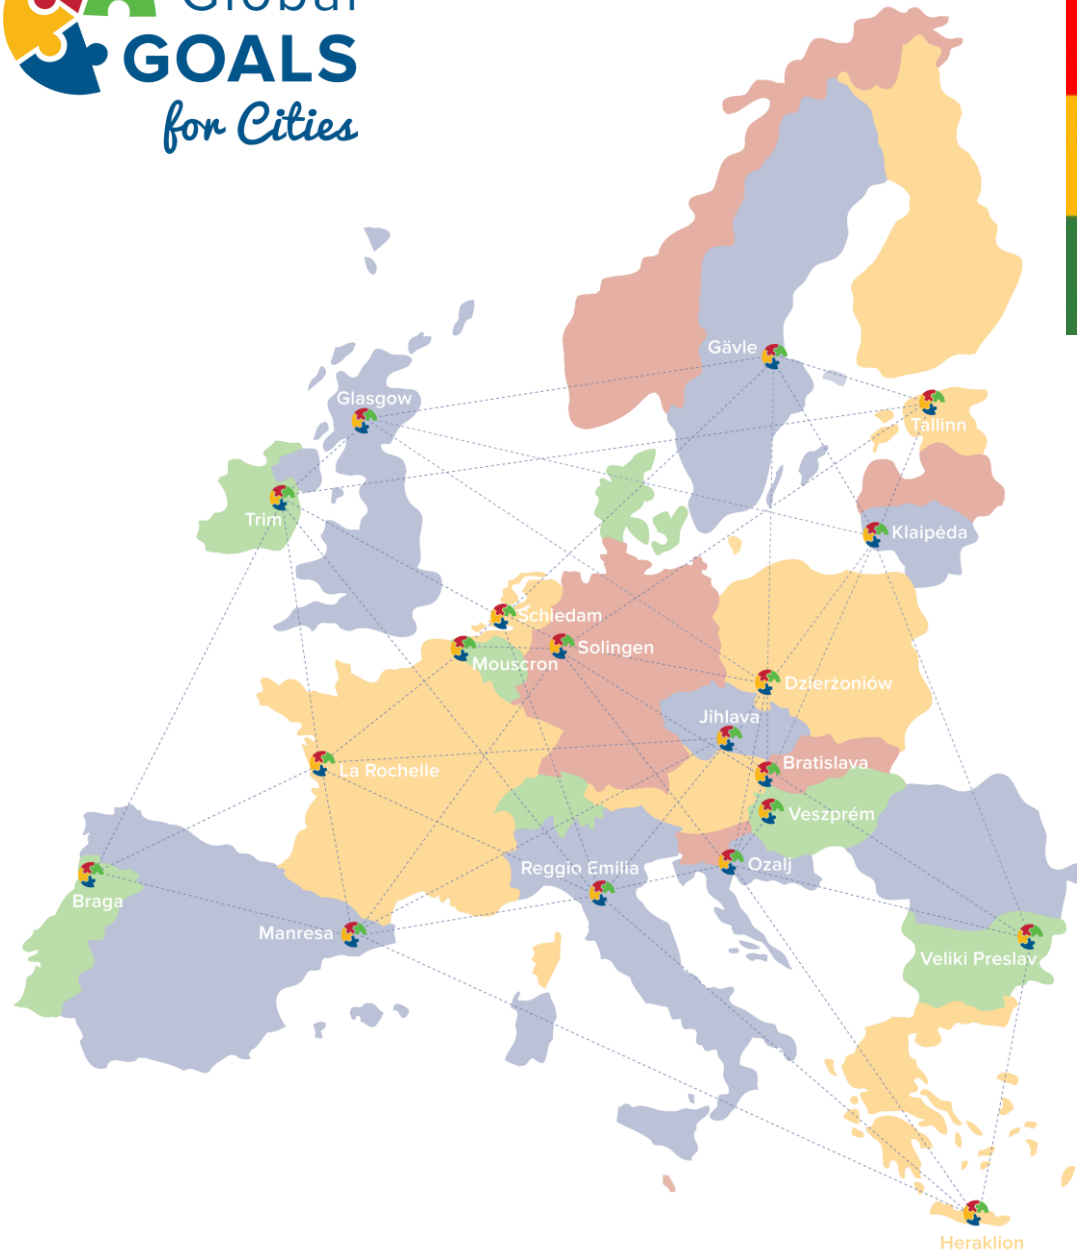 Global
GOALS
for Cities
Gävle
Glasgow
Tallinn
Trim
Klaipėda
Schiedam
Solingen
Mouscron
Dzierżoniów
Jihlava
Bratislava
La Rochelle
Veszprém
Ozalj
Reggio Emilia
Braga
Manresa
Veliki Preslav
Heraklion